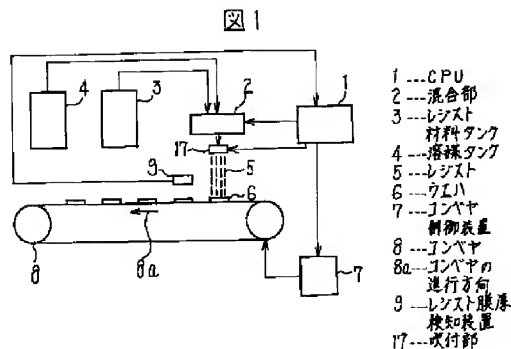 図1
4
3
2
1
17
5
9
6
8
8a
7
1---CPU
2---混合部
3---レジスト
材料タンク
4---溶媒タンク
5---レジスト
6---ウエハ
7---コンベヤ
制御装置
8---コンベヤ
8a---コンベヤの
進行方向
9---レジスト膜厚
検知装置
17---吹付部